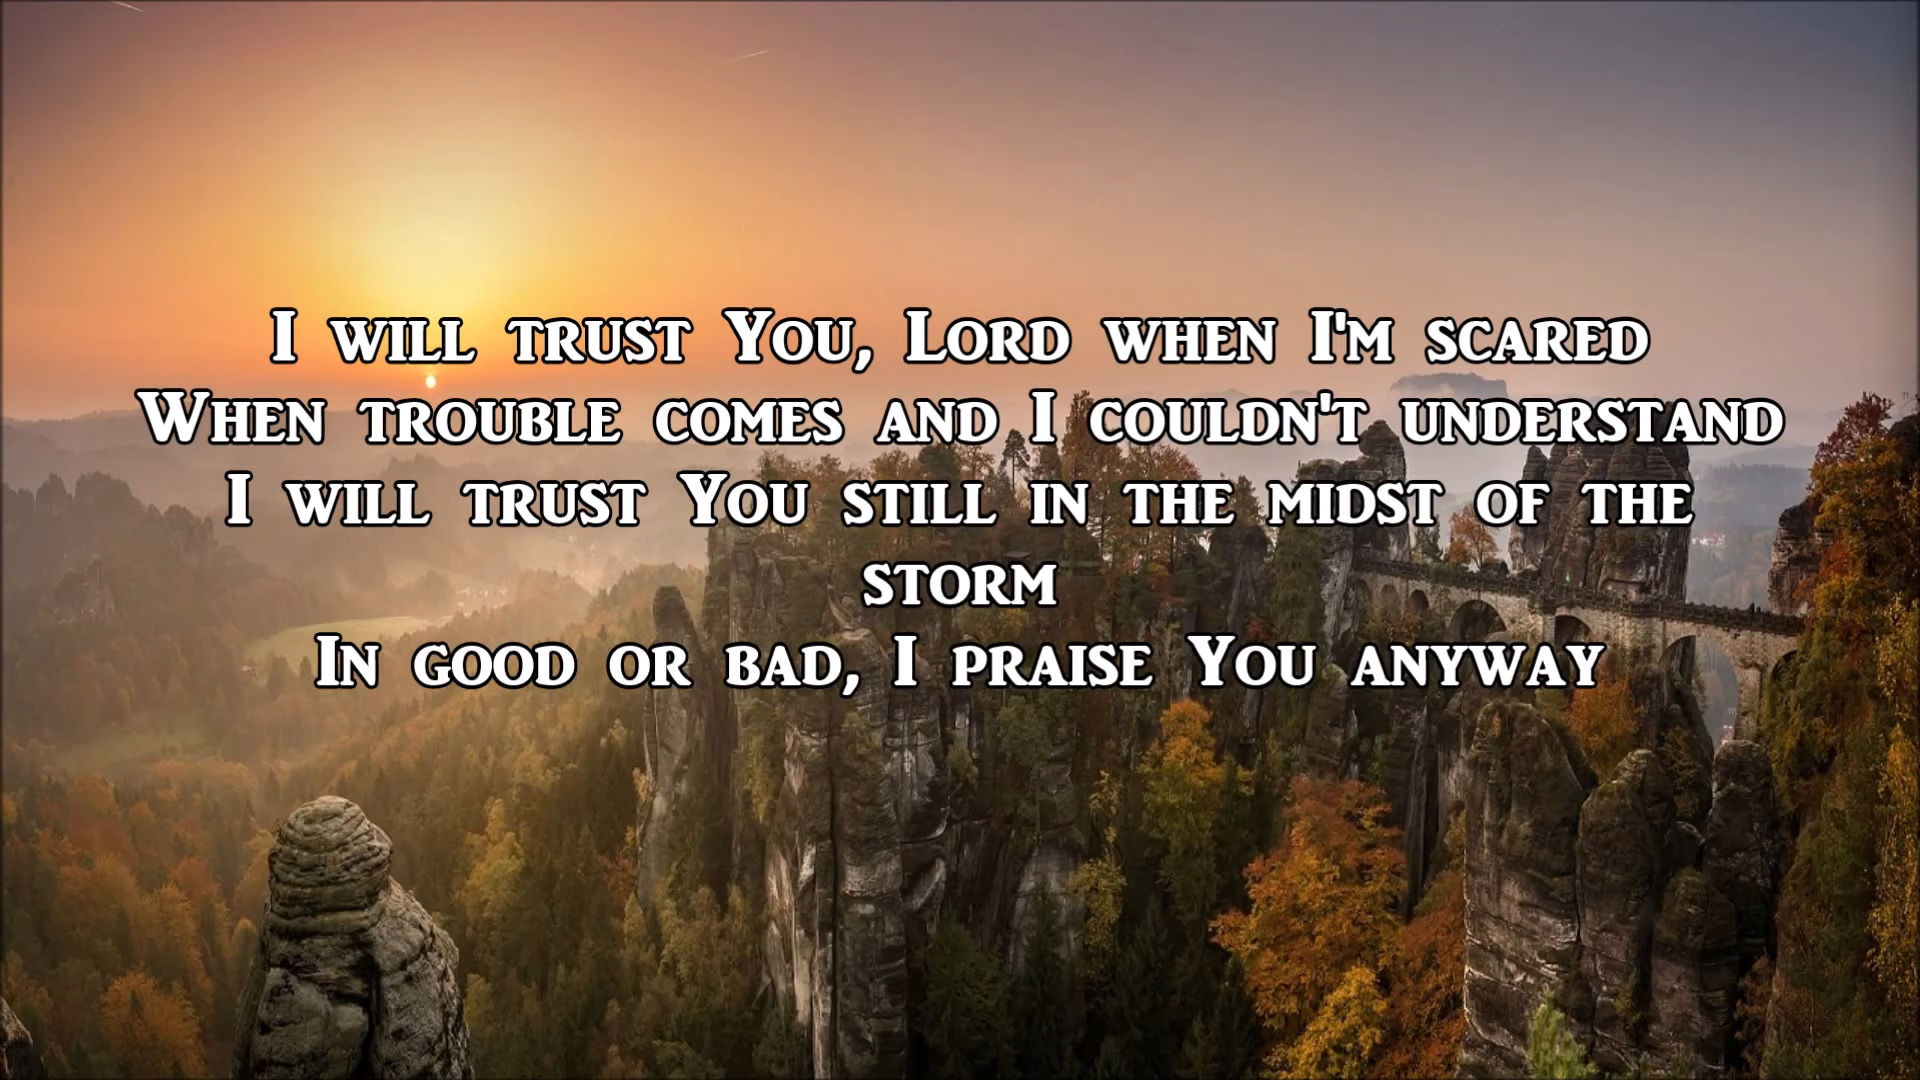 I will trust You, Lord when I'm scared
When trouble comes and I couldn't understand
I will trust You still in the midst of the
storm
In good or bad, I praise You anyway